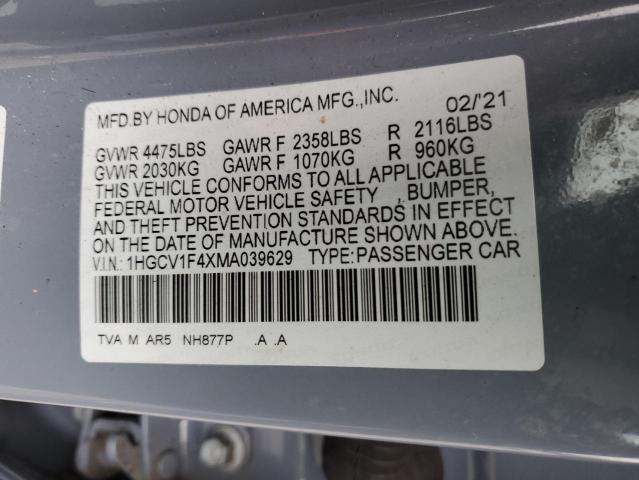 MFD.BY HONDA OF AMERICA MFG.,INC. 02/'21
GVWR 4475LBS GAWR F 2358LBS R 2116LBS
GVWR 2030KG GAWR F 1070KG R 960KG
THIS VEHICLE CONFORMS TO ALL APPLICABLE
FEDERAL MOTOR VEHICLE SAFETY , BUMPER,
AND THEFT PREVENTION STANDARDS IN EFFECT
ON THE DATE OF MANUFACTURE SHOWN ABOVE.
V.I.N.: 1HGCV1F4XMA039629 TYPE:PASSENGER CAR
TVA M AR5 NH877P .A .A